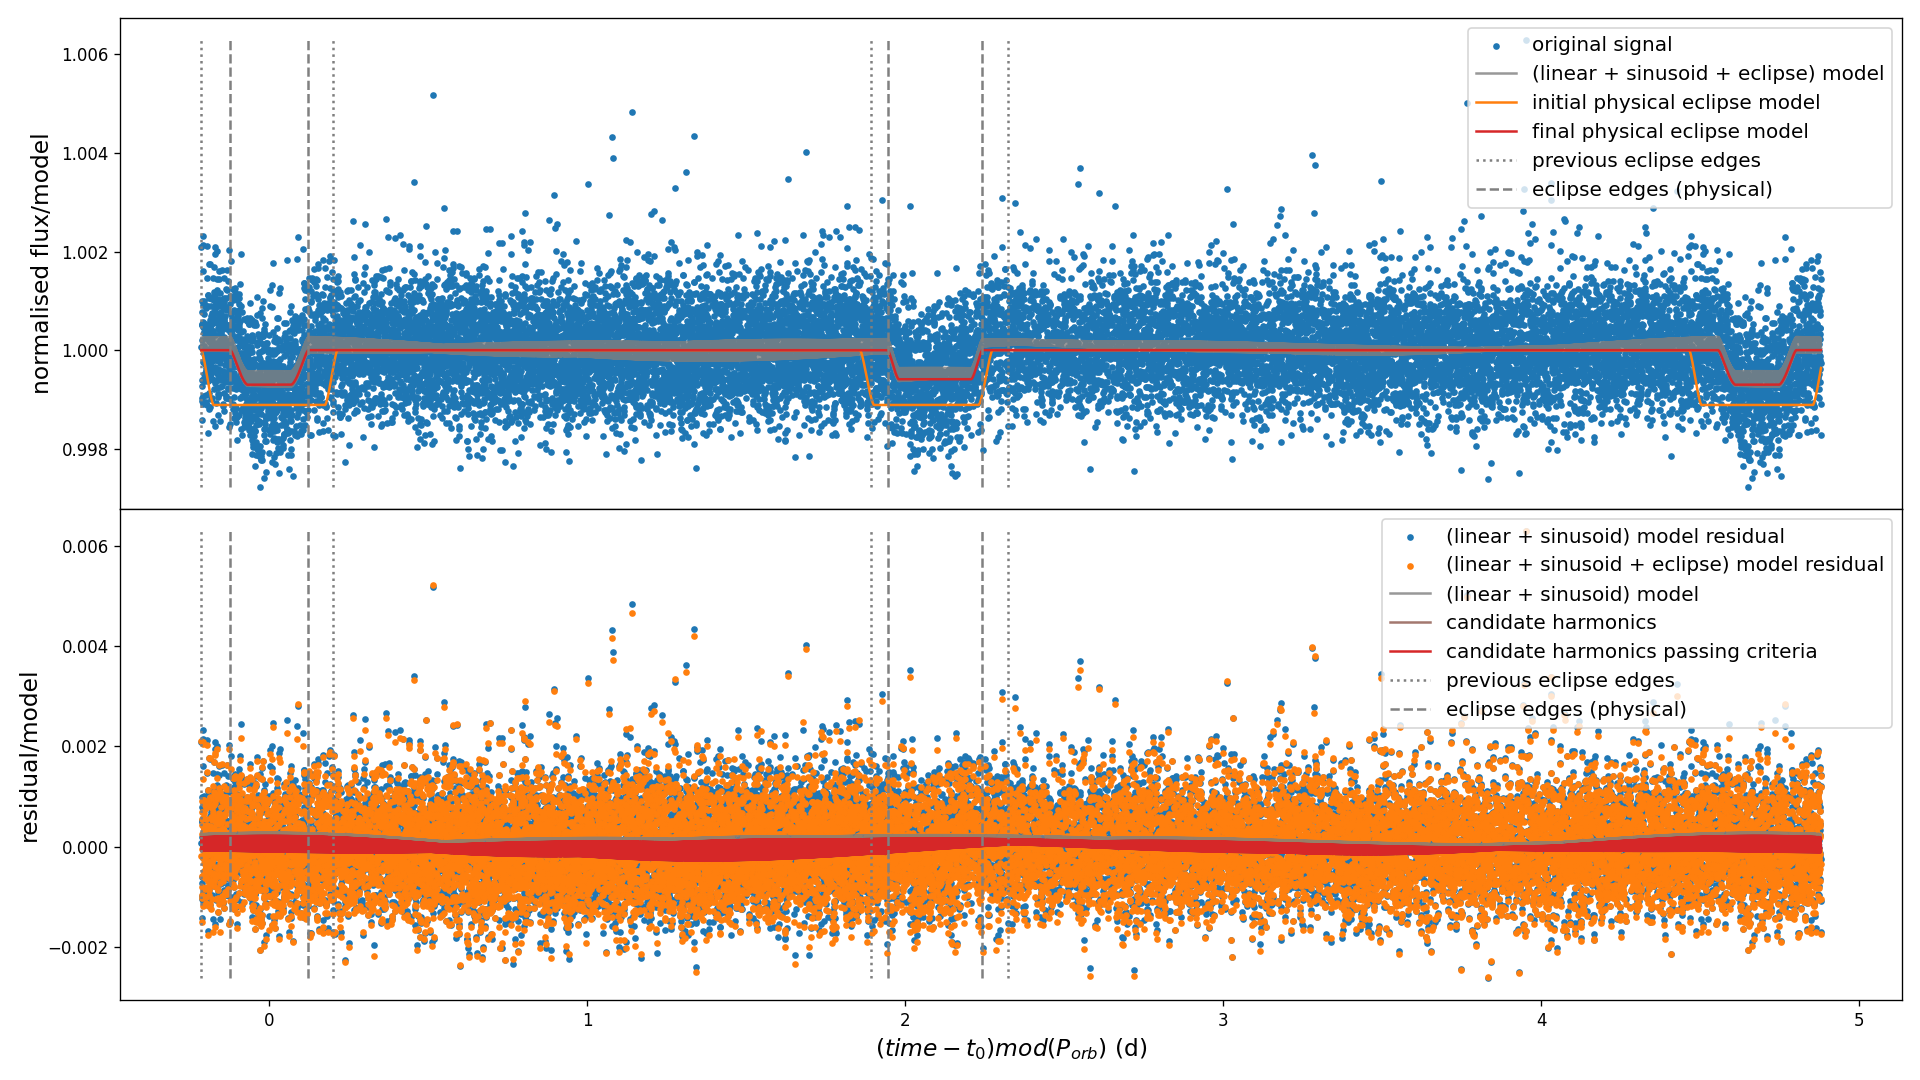 normalised flux/model
1.006
1.004
1.002
1.000
0.998
original signal
(linear + sinusoid + eclipse) model
initial physical eclipse model
final physical eclipse model
previous eclipse edges
eclipse edges (physical)
residual/model
0.006
0.004
0.002
0.000
−0.002
(linear + sinusoid) model residual
(linear + sinusoid + eclipse) model residual
(linear + sinusoid) model
candidate harmonics
candidate harmonics passing criteria
previous eclipse edges
eclipse edges (physical)
0 1 2 3 4 5
(time − t₀)mod(P_orb) (d)